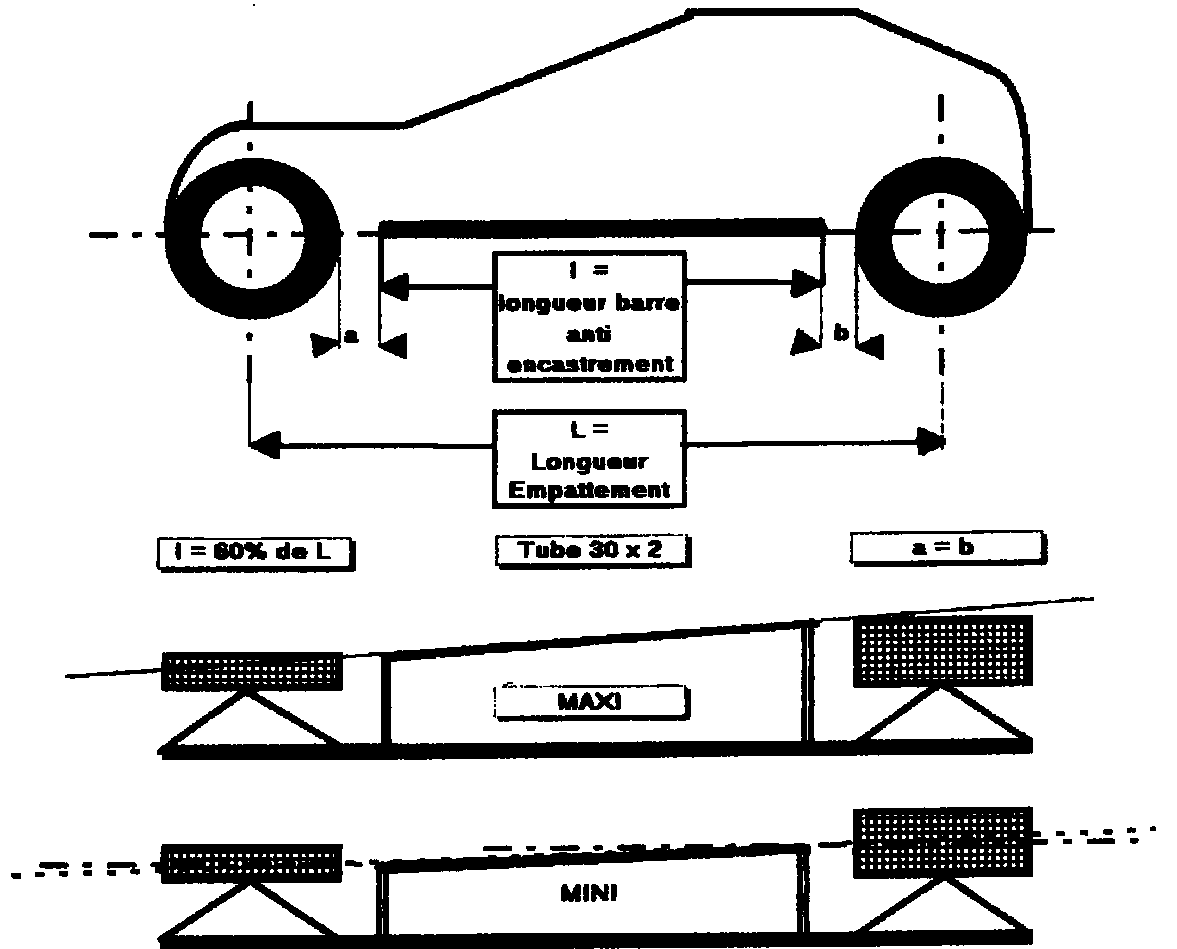 l =
longueur barre
anti
encastrement
a
b
L =
Longueur
Empattement
l = 60% de L
Tube 30 x 2
a = b
MAXI
MINI